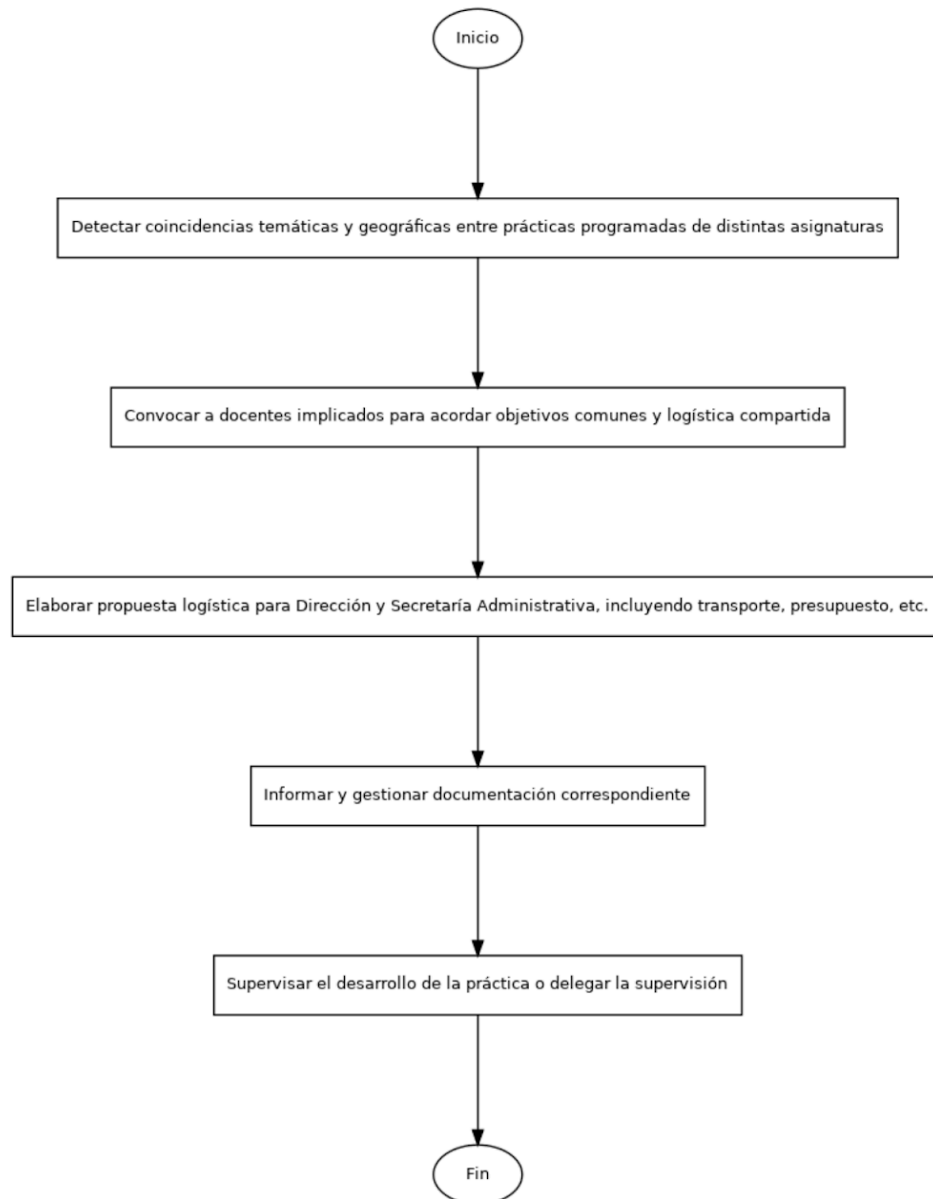 Inicio
Detectar coincidencias temáticas y geográficas entre prácticas programadas de distintas asignaturas
Convocar a docentes implicados para acordar objetivos comunes y logística compartida
Elaborar propuesta logística para Dirección y Secretaría Administrativa, incluyendo transporte, presupuesto, etc.
Informar y gestionar documentación correspondiente
Supervisar el desarrollo de la práctica o delegar la supervisión
Fin